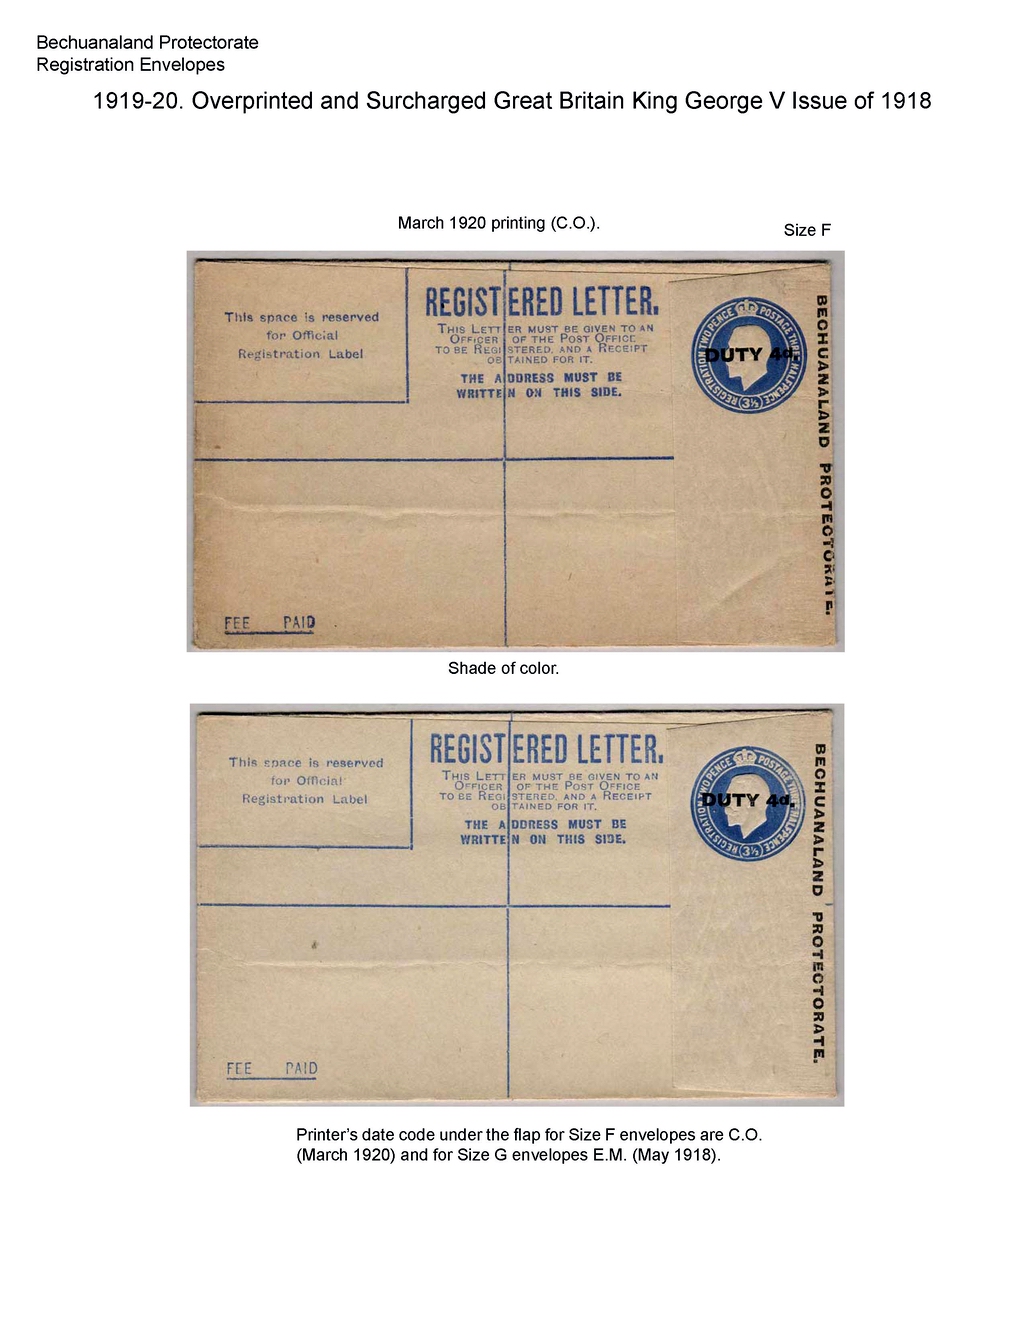 Bechuanaland Protectorate
Registration Envelopes
1919-20. Overprinted and Surcharged Great Britain King George V Issue of 1918
March 1920 printing (C.O.).
Size F
This space is reserved
for Official
Registration Label
REGISTERED LETTER.
THIS LETTER MUST BE GIVEN TO AN
OFFICER OF THE POST OFFICE
TO BE REGISTERED, AND A RECEIPT
OBTAINED FOR IT.
THE ADDRESS MUST BE
WRITTEN ON THIS SIDE.
REGISTRATION TWO PENCE POSTAGE THREE HALFPENCE
(3½)
DUTY 4d.
BECHUANALAND PROTECTORATE.
FEE PAID
Shade of color.
This space is reserved
for Official
Registration Label
REGISTERED LETTER.
THIS LETTER MUST BE GIVEN TO AN
OFFICER OF THE POST OFFICE
TO BE REGISTERED, AND A RECEIPT
OBTAINED FOR IT.
THE ADDRESS MUST BE
WRITTEN ON THIS SIDE.
REGISTRATION TWO PENCE POSTAGE THREE HALFPENCE
(3½)
DUTY 4d.
BECHUANALAND PROTECTORATE.
FEE PAID
Printer's date code under the flap for Size F envelopes are C.O.
(March 1920) and for Size G envelopes E.M. (May 1918).